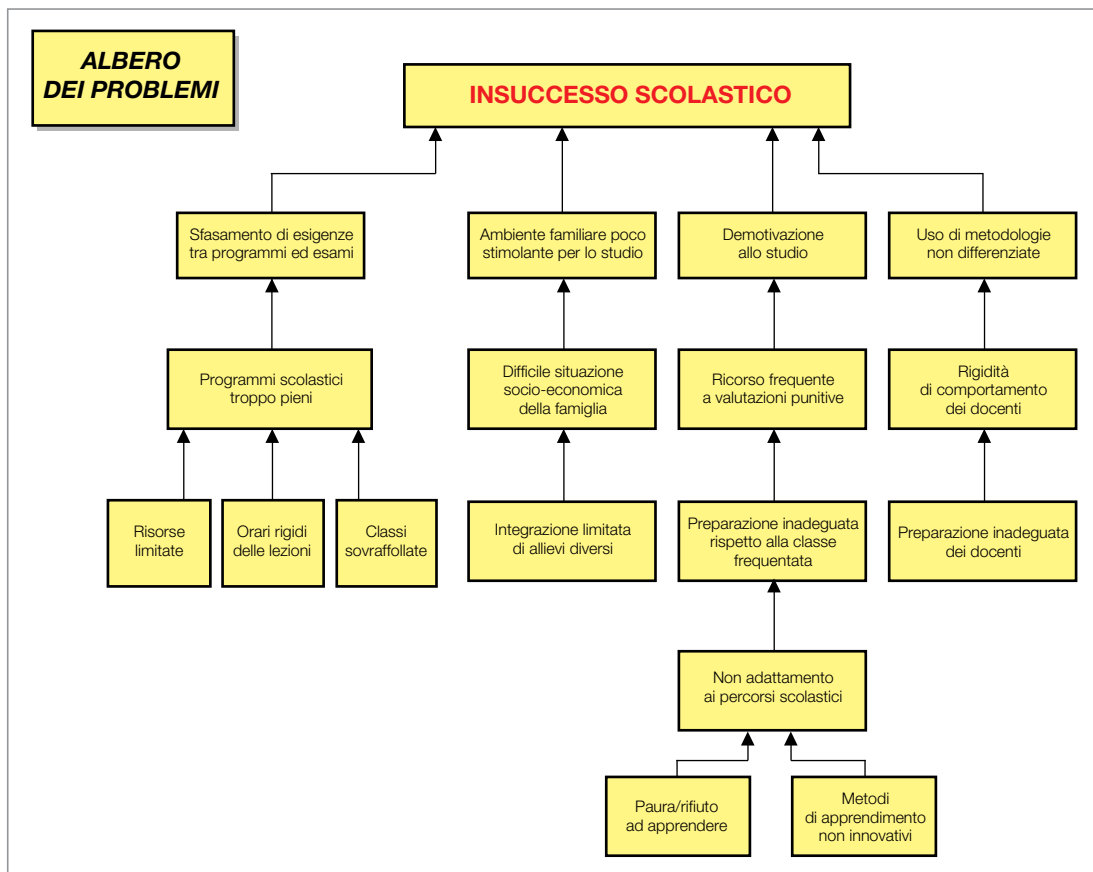 ALBERO
DEI PROBLEMI
INSUCCESSO SCOLASTICO
Sfasamento di esigenze
tra programmi ed esami
Ambiente familiare poco
stimolante per lo studio
Demotivazione
allo studio
Uso di metodologie
non differenziate
Programmi scolastici
troppo pieni
Difficile situazione
socio-economica
della famiglia
Ricorso frequente
a valutazioni punitive
Rigidità
di comportamento
dei docenti
Risorse
limitate
Orari rigidi
delle lezioni
Classi
sovraffollate
Integrazione limitata
di allievi diversi
Preparazione inadeguata
rispetto alla classe
frequentata
Preparazione inadeguata
dei docenti
Non adattamento
ai percorsi scolastici
Paura/rifiuto
ad apprendere
Metodi
di apprendimento
non innovativi